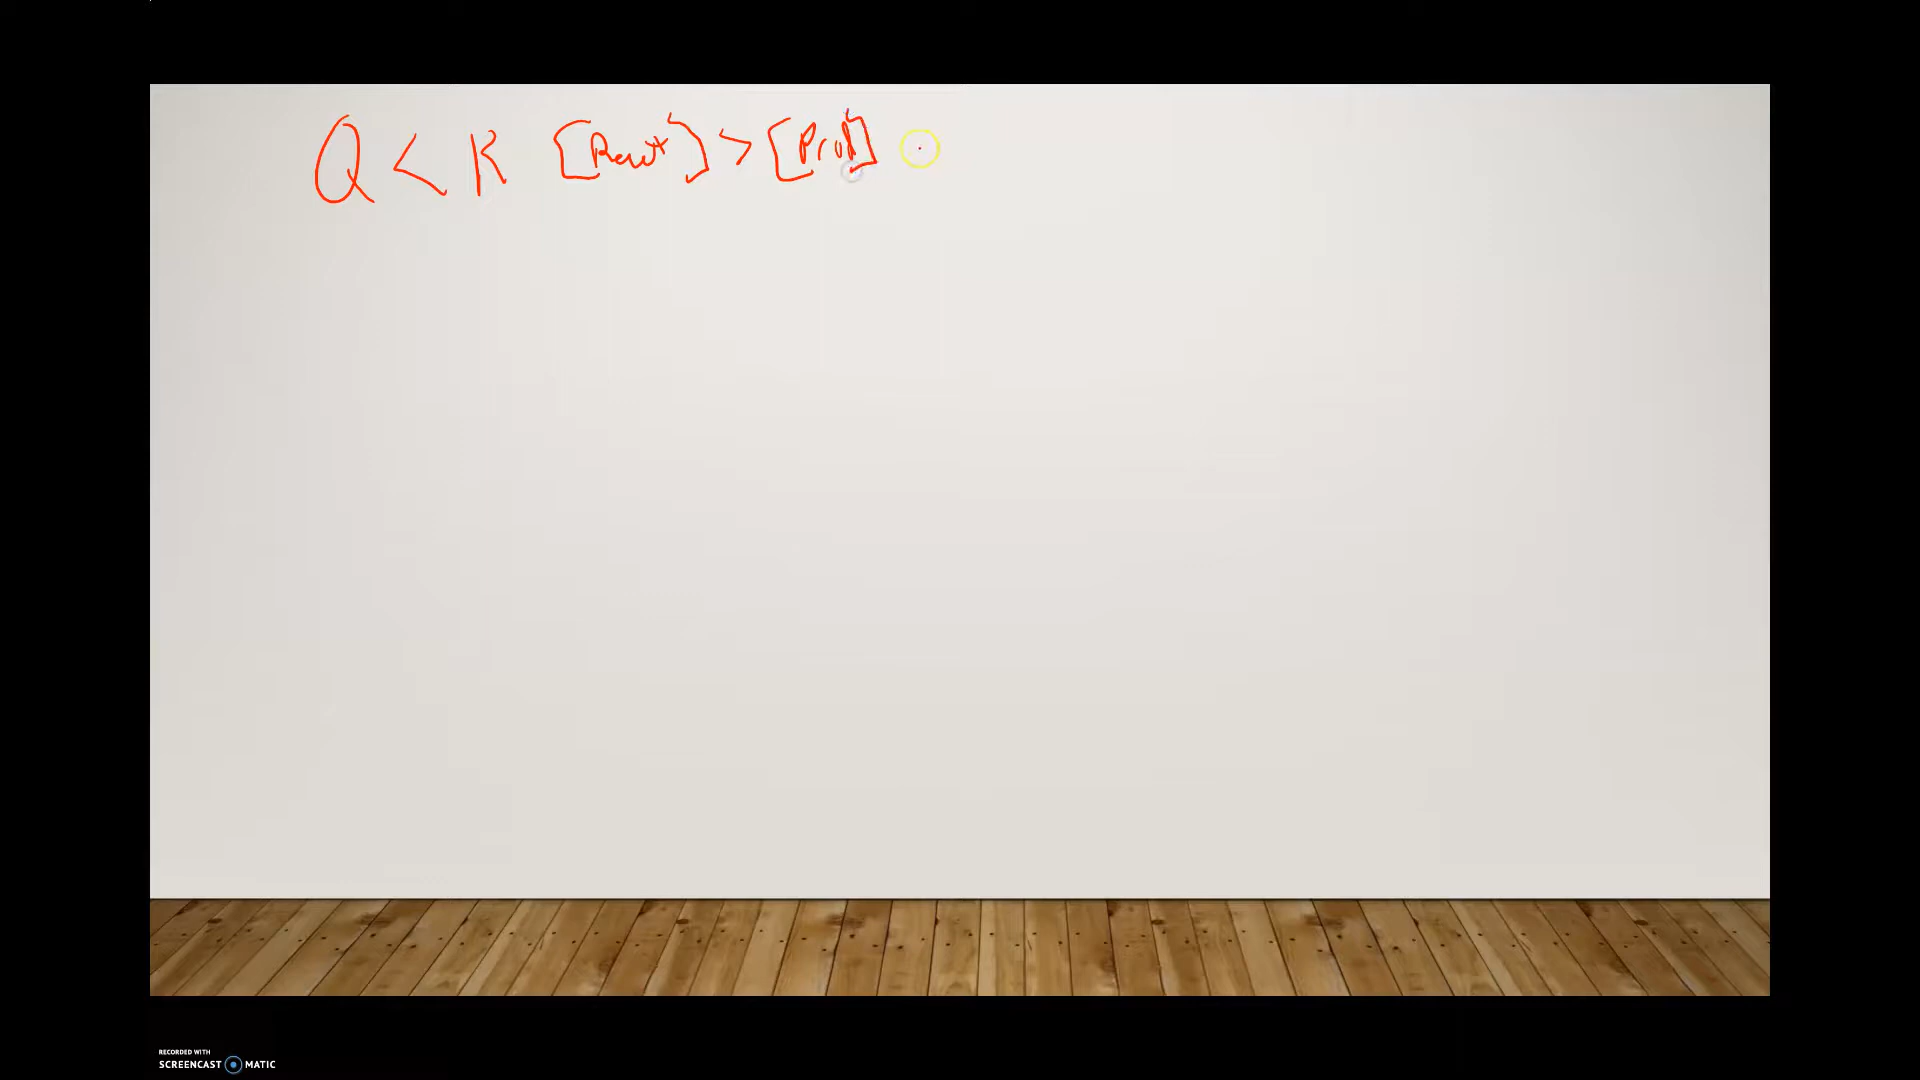 Q < K [React] > [Prod]
RECORDED WITH
SCREENCAST MATIC